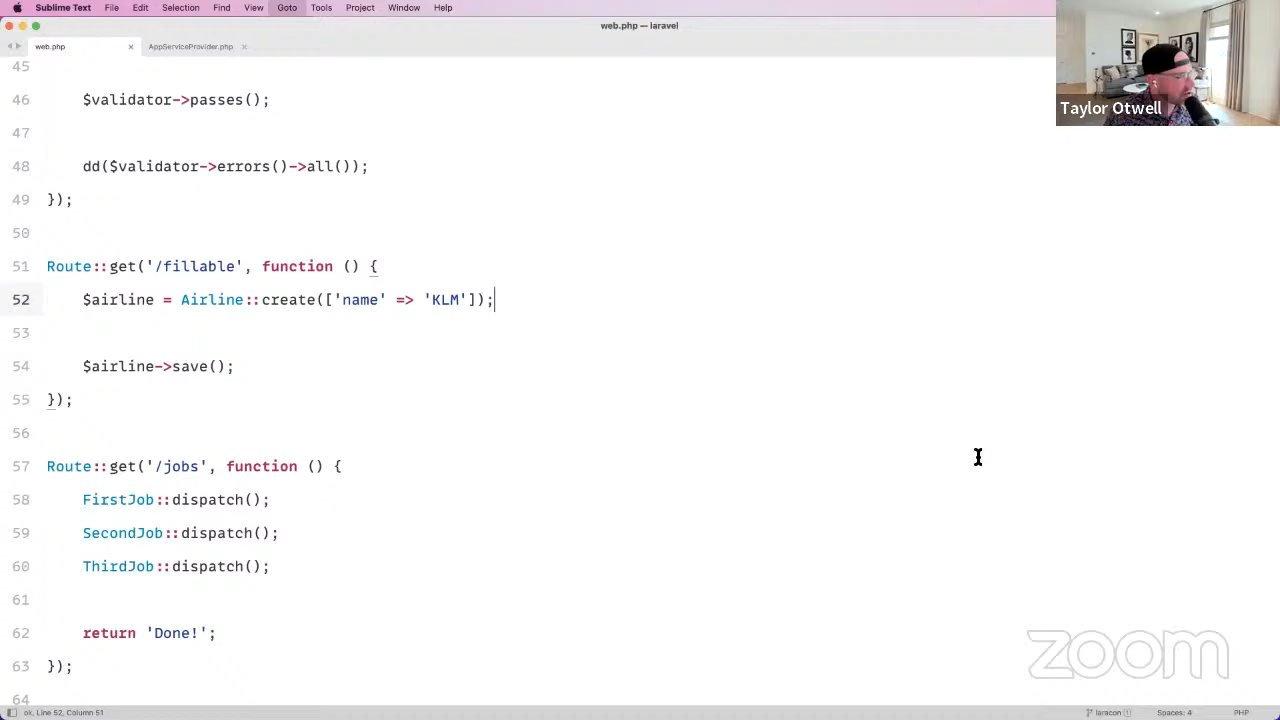 Sublime Text File Edit Selection Find View Goto Tools Project Window Help
web.php — laravel
web.php × AppServiceProvider.php ×
45
46 $validator->passes();
47
48 dd($validator->errors()->all());
49 });
50
51 Route::get('/fillable', function () {
52 $airline = Airline::create(['name' => 'KLM']);
53
54 $airline->save();
55 });
56
57 Route::get('/jobs', function () {
58 FirstJob::dispatch();
59 SecondJob::dispatch();
60 ThirdJob::dispatch();
61
62 return 'Done!';
63 });
64
Taylor Otwell
zoom
ok, Line 52, Column 51 laracon 1 Spaces: 4 PHP